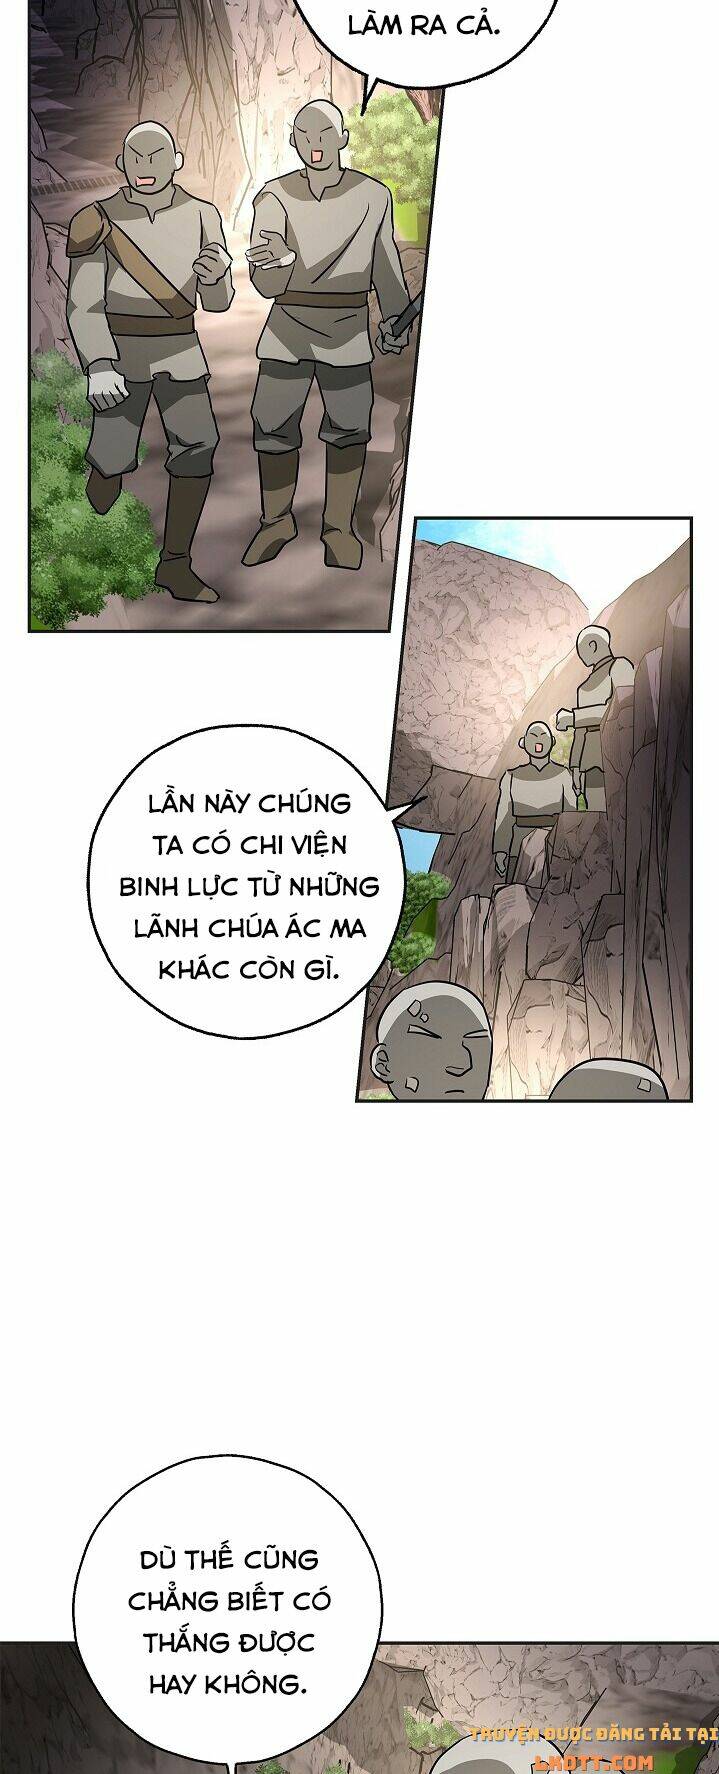 LÀM RA CẢ.
LẦN NÀY CHÚNG
TA CÓ CHI VIỆN
BINH LỰC TỪ NHỮNG
LÃNH CHÚA ÁC MA
KHÁC CÒN GÌ.
DÙ THẾ CŨNG
CHẲNG BIẾT CÓ
THẮNG ĐƯỢC
HAY KHÔNG.
TRUYỆN ĐƯỢC ĐĂNG TẢI TẠI
LHOTT.COM